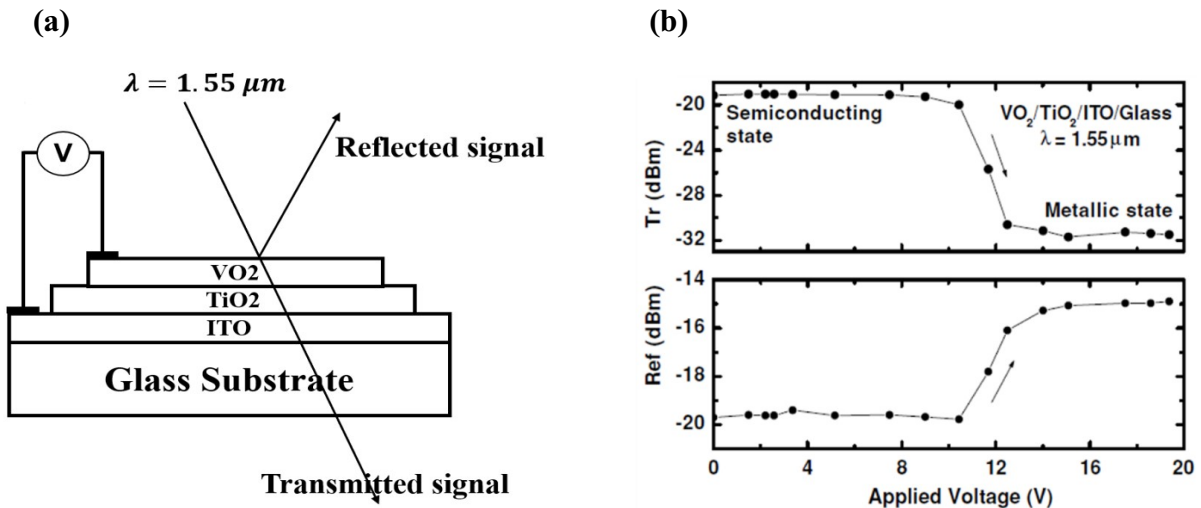 (a)
λ = 1.55 μm
V
Reflected signal
VO2
TiO2
ITO
Glass Substrate
Transmitted signal
(b)
-20
-24
-28
-32
Tr (dBm)
Semiconducting
state
VO₂/TiO₂/ITO/Glass
λ = 1.55μm
Metallic state
-14
-16
-18
-20
Ref (dBm)
0 4 8 12 16 20
Applied Voltage (V)